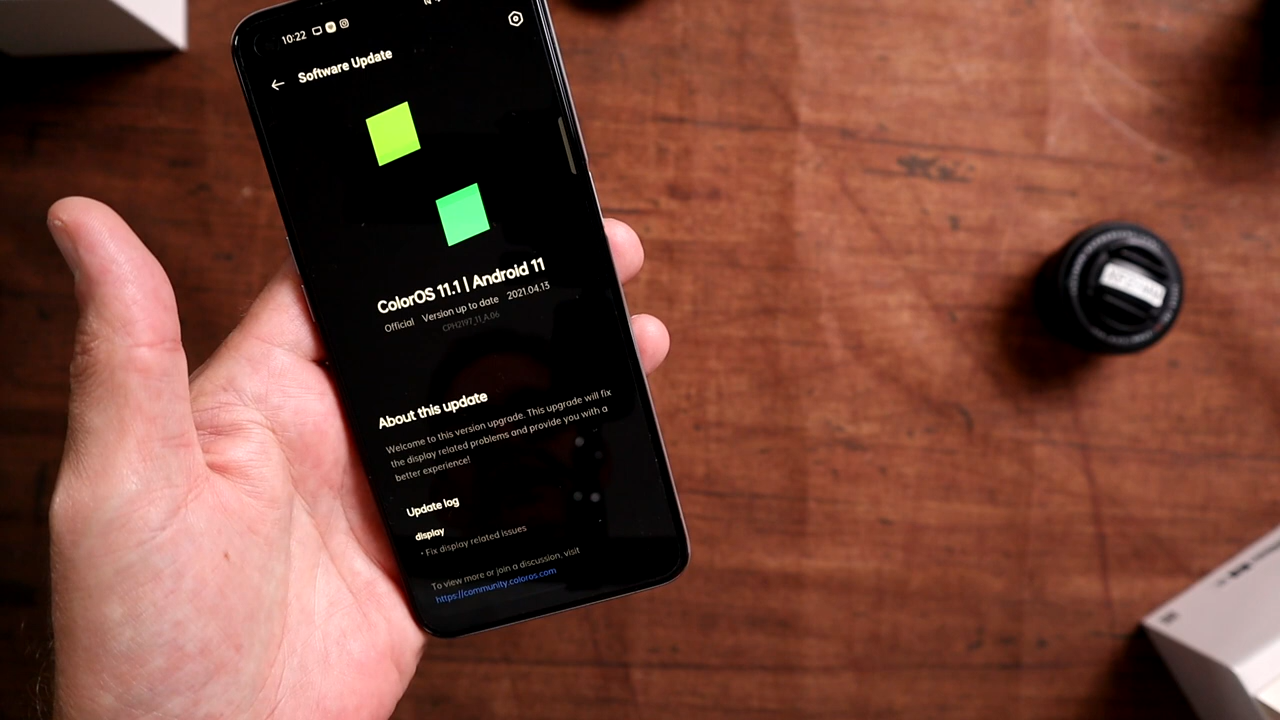 10:22
Software Update
ColorOS 11.1 | Android 11
Official Version up to date 2021.04.13
CPH2197_11_A.06
About this update
Welcome to this version upgrade. This upgrade will fix
the display related problems and provide you with a
better experience!
Update log
display
· Fix display related issues
To view more or join a discussion, visit
https://community.coloros.com